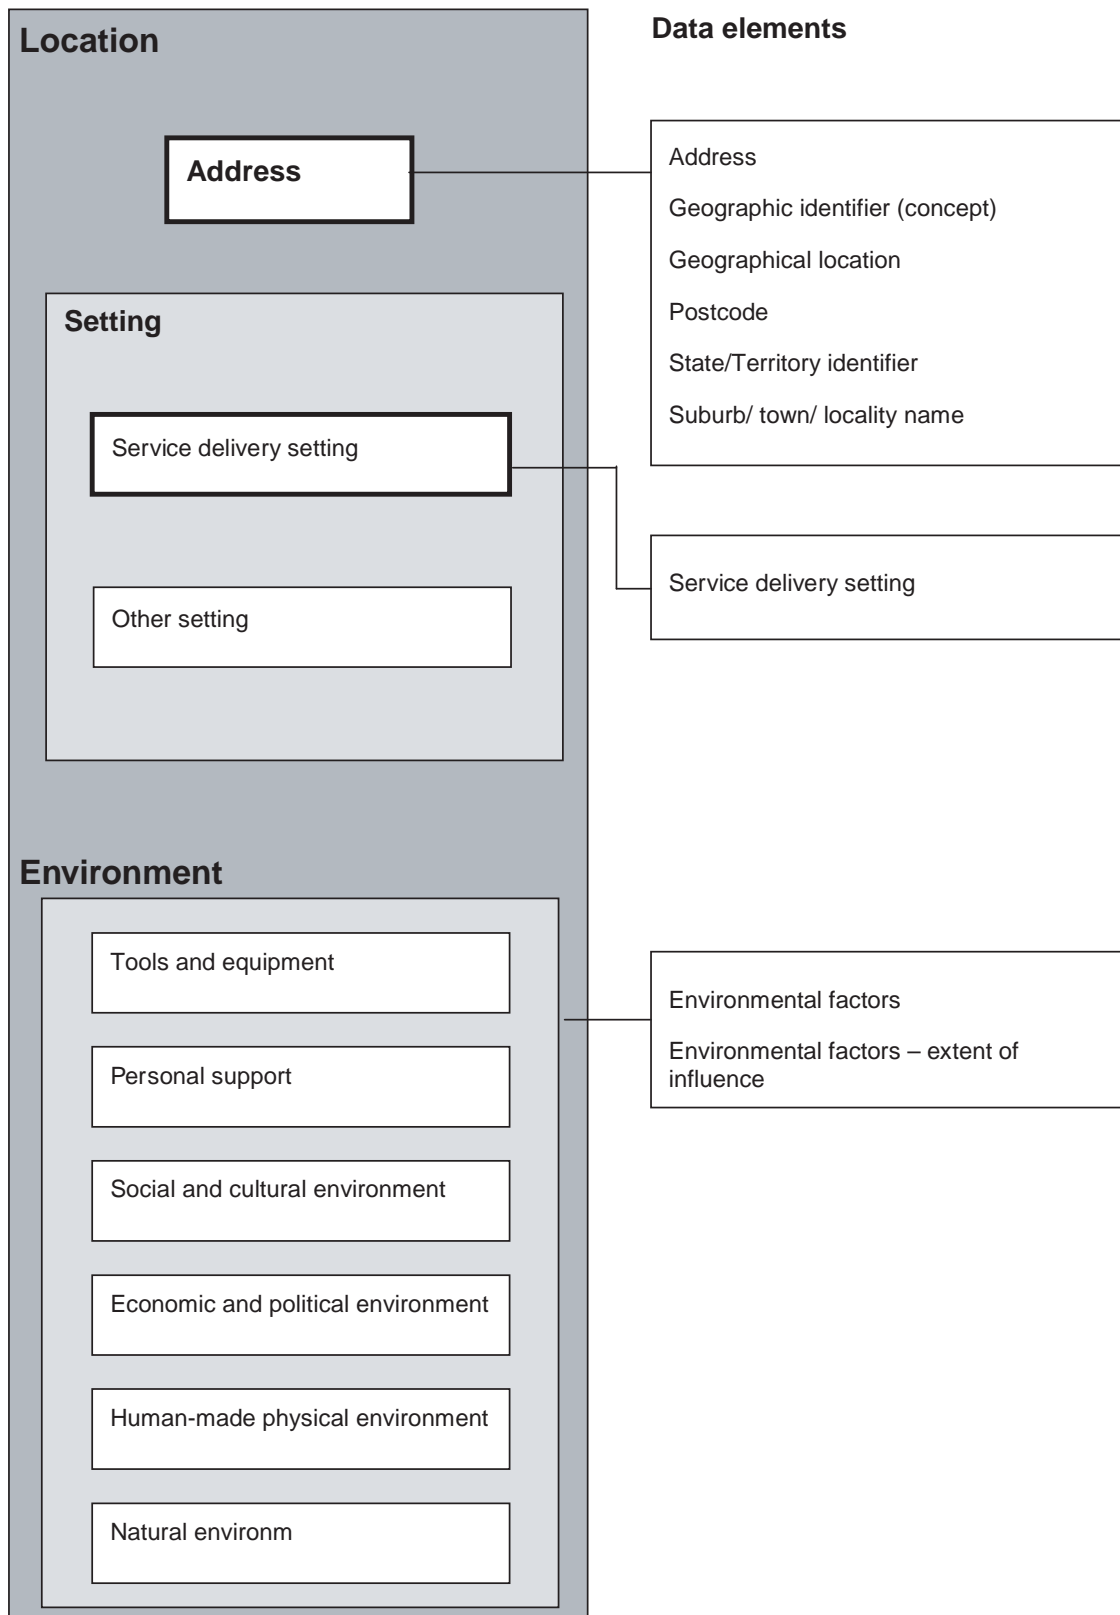 Location
Data elements
Address
Address
Geographic identifier (concept)
Geographical location
Postcode
State/Territory identifier
Suburb/ town/ locality name
Setting
Service delivery setting
Service delivery setting
Other setting
Environment
Tools and equipment
Environmental factors
Environmental factors – extent of
influence
Personal support
Social and cultural environment
Economic and political environment
Human-made physical environment
Natural environm